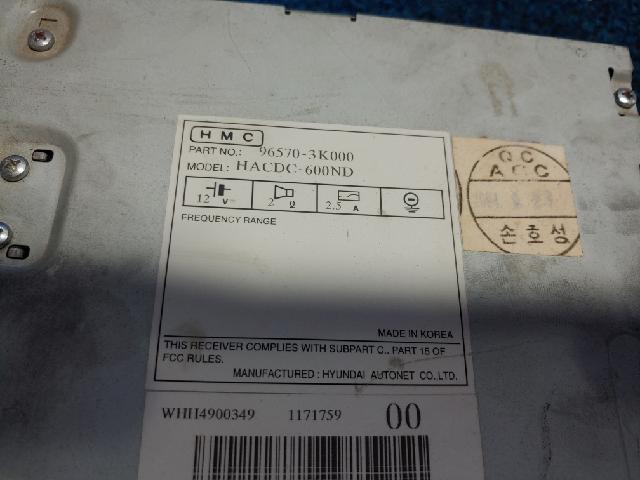 HMC
PART NO.: 96570-3K000
MODEL: HACDC-600ND
12 V
2 Ω
2.5 A
FREQUENCY RANGE
MADE IN KOREA
THIS RECEIVER COMPLIES WITH SUBPART C., PART 15 OF
FCC RULES.
MANUFACTURED : HYUNDAI AUTONET CO., LTD.
WHH4900349 1171759 00
QC
손호성